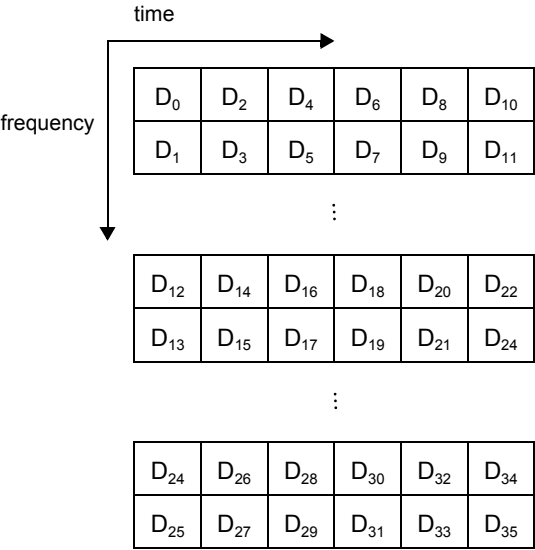 time
frequency
D₀ D₂ D₄ D₆ D₈ D₁₀
D₁ D₃ D₅ D₇ D₉ D₁₁
⋮
D₁₂ D₁₄ D₁₆ D₁₈ D₂₀ D₂₂
D₁₃ D₁₅ D₁₇ D₁₉ D₂₁ D₂₄
⋮
D₂₄ D₂₆ D₂₈ D₃₀ D₃₂ D₃₄
D₂₅ D₂₇ D₂₉ D₃₁ D₃₃ D₃₅